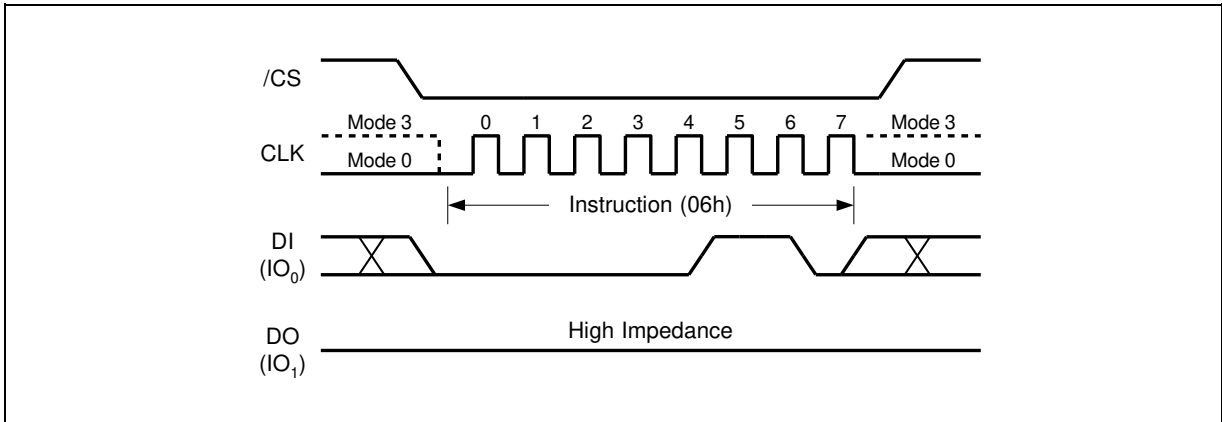 /CS
Mode 3 0 1 2 3 4 5 6 7 Mode 3
CLK
Mode 0 Mode 0
Instruction (06h)
DI
(IO0)
High Impedance
DO
(IO1)